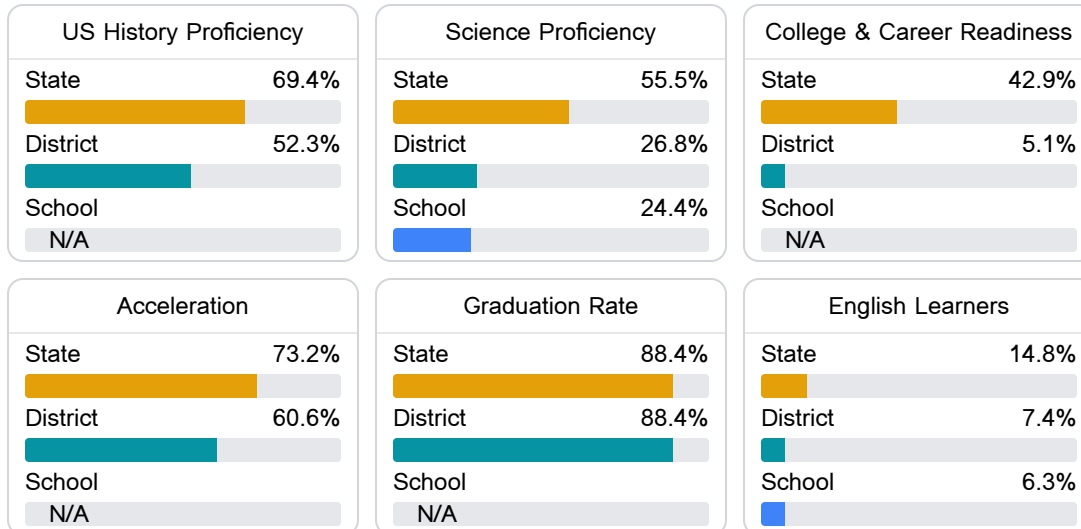 US History Proficiency
State 69.4%
District 52.3%
School
N/A
Science Proficiency
State 55.5%
District 26.8%
School 24.4%
College & Career Readiness
State 42.9%
District 5.1%
School
N/A
Acceleration
State 73.2%
District 60.6%
School
N/A
Graduation Rate
State 88.4%
District 88.4%
School
N/A
English Learners
State 14.8%
District 7.4%
School 6.3%